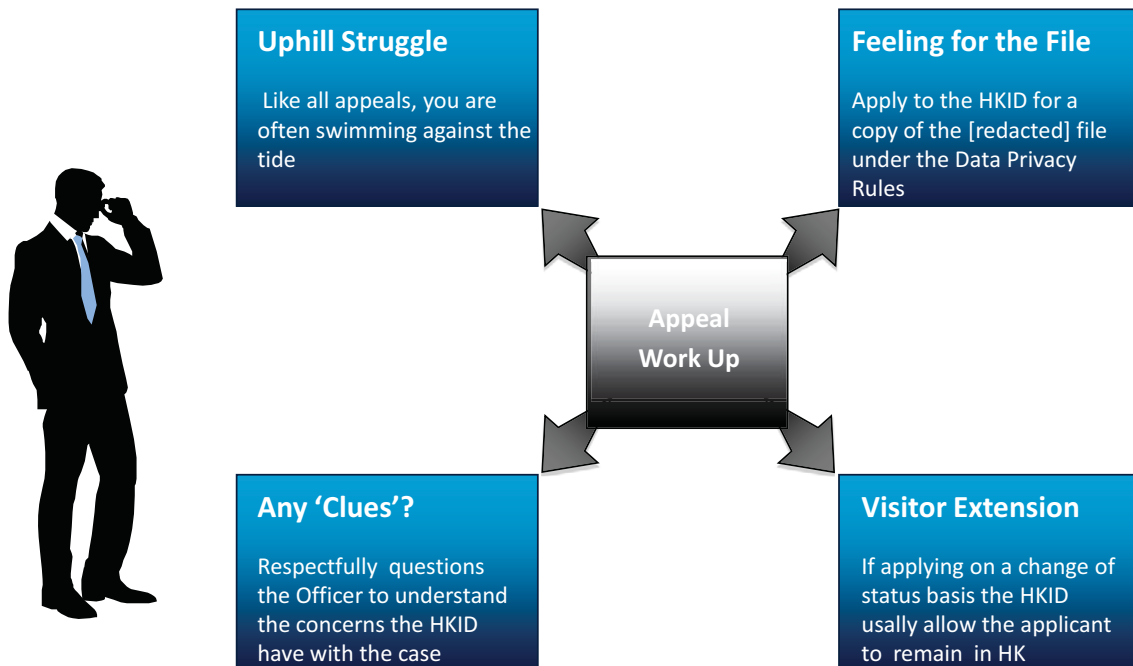 Uphill Struggle
Like all appeals, you are
often swimming against the
tide
Feeling for the File
Apply to the HKID for a
copy of the [redacted] file
under the Data Privacy
Rules
Appeal
Work Up
Any ‘Clues’?
Respectfully questions
the Officer to understand
the concerns the HKID
have with the case
Visitor Extension
If applying on a change of
status basis the HKID
usally allow the applicant
to remain in HK